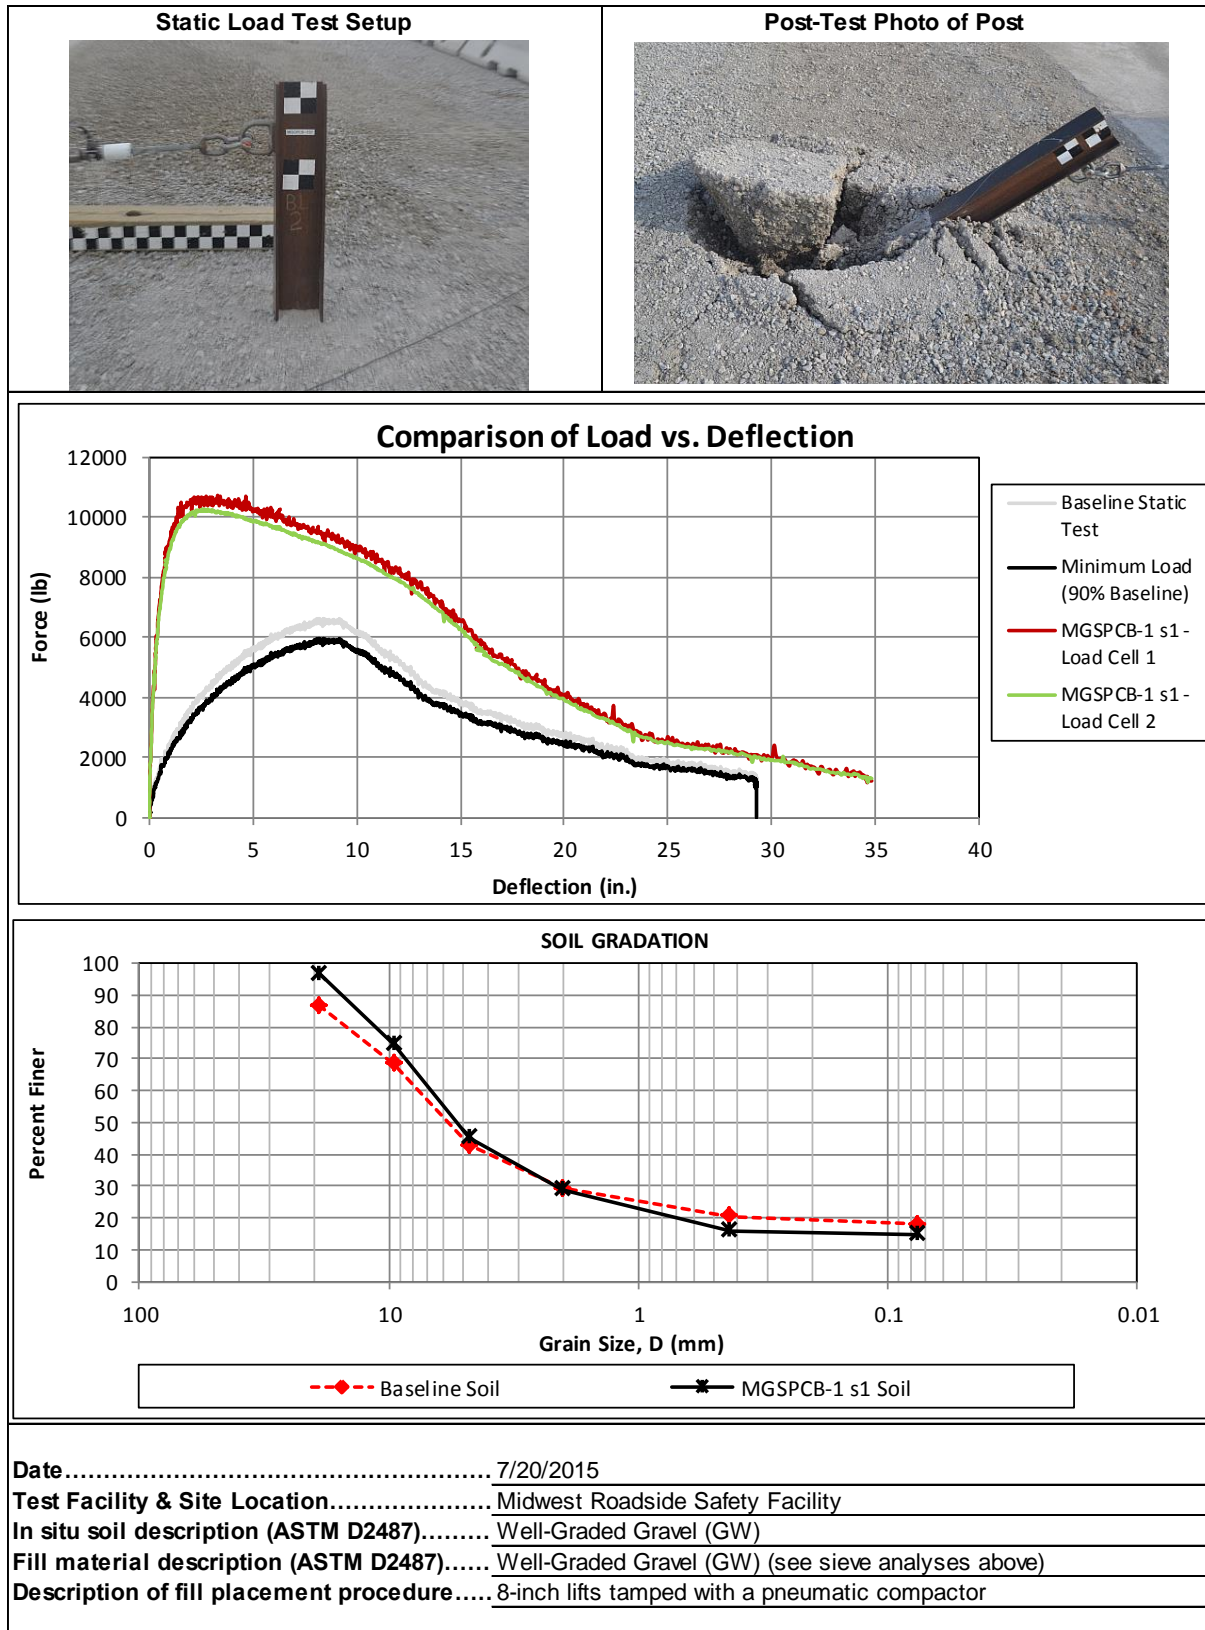 Static Load Test Setup
Post-Test Photo of Post
B1
2
Comparison of Load vs. Deflection
Force (lb)
12000
10000
8000
6000
4000
2000
0
0 5 10 15 20 25 30 35 40
Deflection (in.)
Baseline Static
Test
Minimum Load
(90% Baseline)
MGSPCB-1 s1 -
Load Cell 1
MGSPCB-1 s1 -
Load Cell 2
SOIL GRADATION
Percent Finer
100
90
80
70
60
50
40
30
20
10
0
100 10 1 0.1 0.01
Grain Size, D (mm)
Baseline Soil MGSPCB-1 s1 Soil
Date...................................................... 7/20/2015
Test Facility & Site Location..................... Midwest Roadside Safety Facility
In situ soil description (ASTM D2487)......... Well-Graded Gravel (GW)
Fill material description (ASTM D2487)...... Well-Graded Gravel (GW) (see sieve analyses above)
Description of fill placement procedure..... 8-inch lifts tamped with a pneumatic compactor